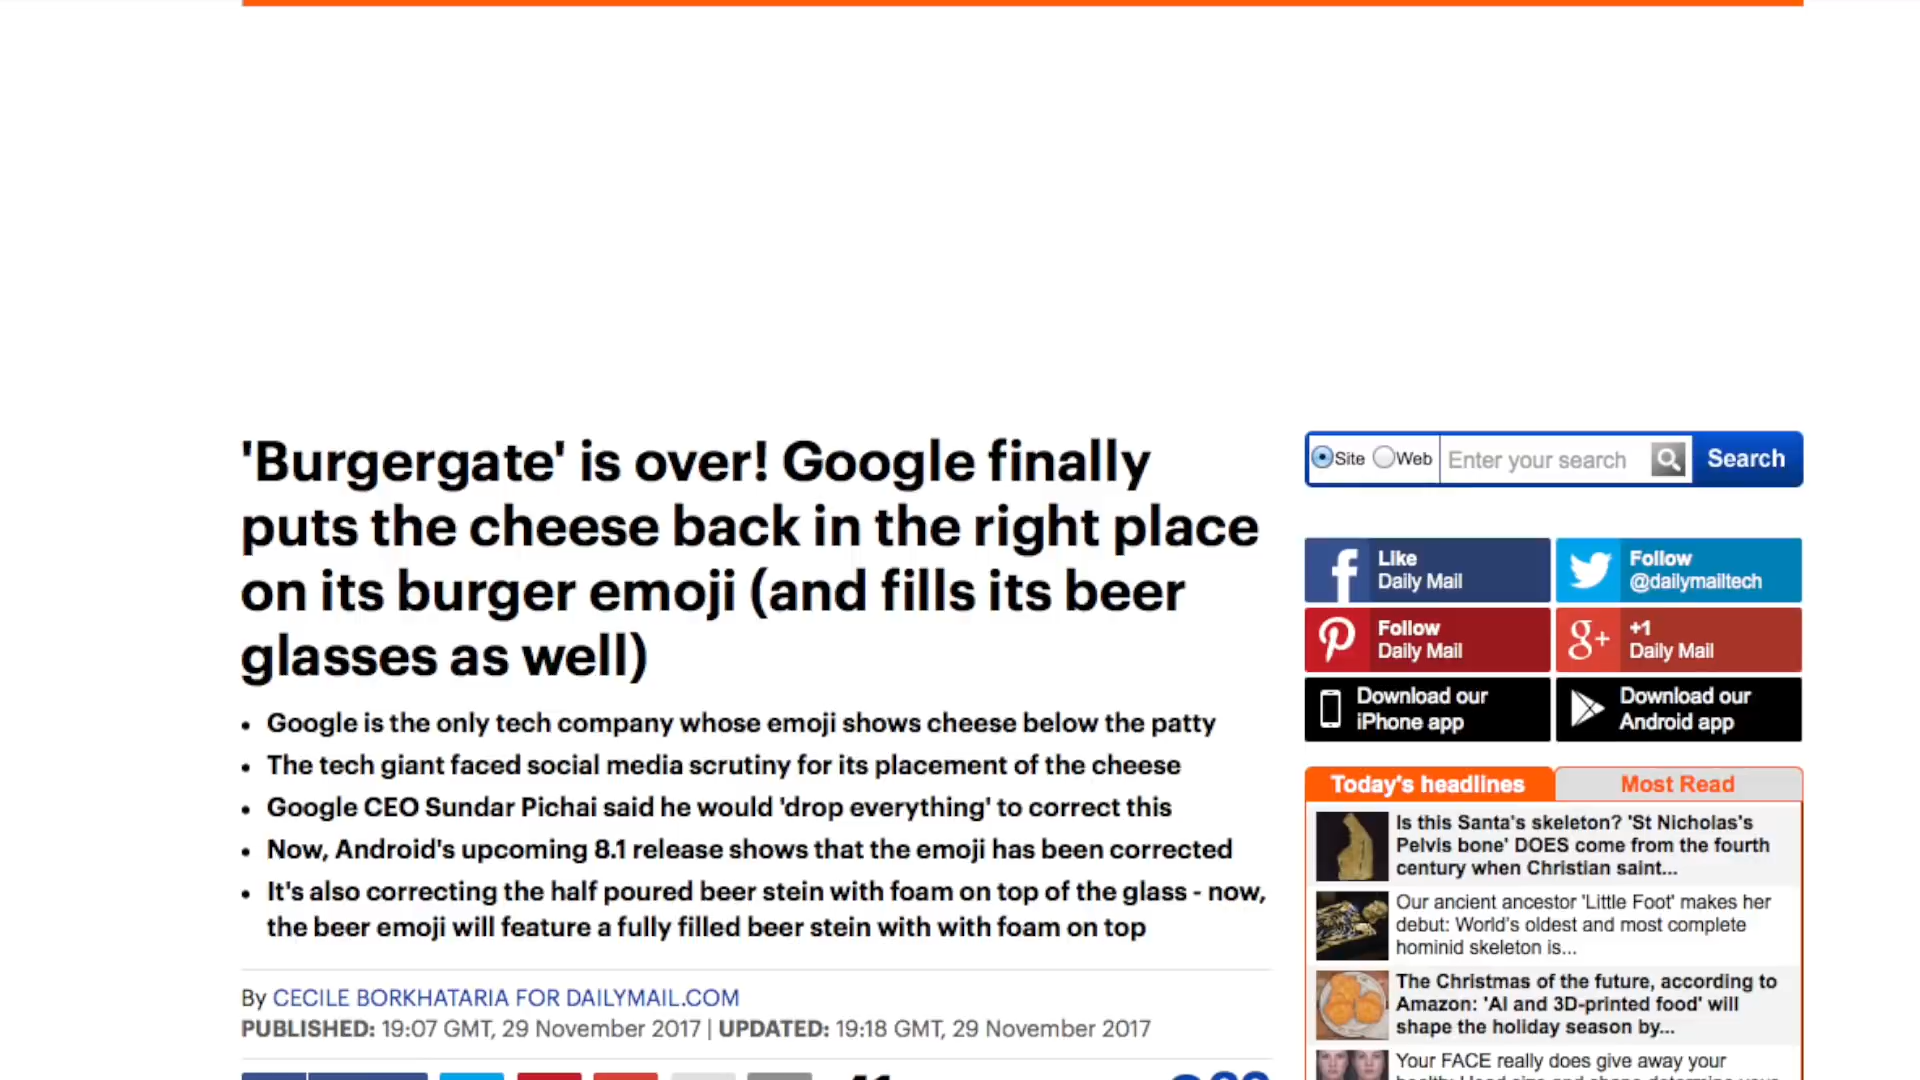 'Burgergate' is over! Google finally
puts the cheese back in the right place
on its burger emoji (and fills its beer
glasses as well)
• Google is the only tech company whose emoji shows cheese below the patty
• The tech giant faced social media scrutiny for its placement of the cheese
• Google CEO Sundar Pichai said he would 'drop everything' to correct this
• Now, Android's upcoming 8.1 release shows that the emoji has been corrected
• It's also correcting the half poured beer stein with foam on top of the glass - now,
the beer emoji will feature a fully filled beer stein with with foam on top
By CECILE BORKHATARIA FOR DAILYMAIL.COM
PUBLISHED: 19:07 GMT, 29 November 2017 | UPDATED: 19:18 GMT, 29 November 2017
Site Web Enter your search Search
Like
Daily Mail
Follow
@dailymailtech
Follow
Daily Mail
+1
Daily Mail
Download our
iPhone app
Download our
Android app
Today's headlines Most Read
Is this Santa's skeleton? 'St Nicholas's
Pelvis bone' DOES come from the fourth
century when Christian saint...
Our ancient ancestor 'Little Foot' makes her
debut: World's oldest and most complete
hominid skeleton is...
The Christmas of the future, according to
Amazon: 'AI and 3D-printed food' will
shape the holiday season by...
Your FACE really does give away your